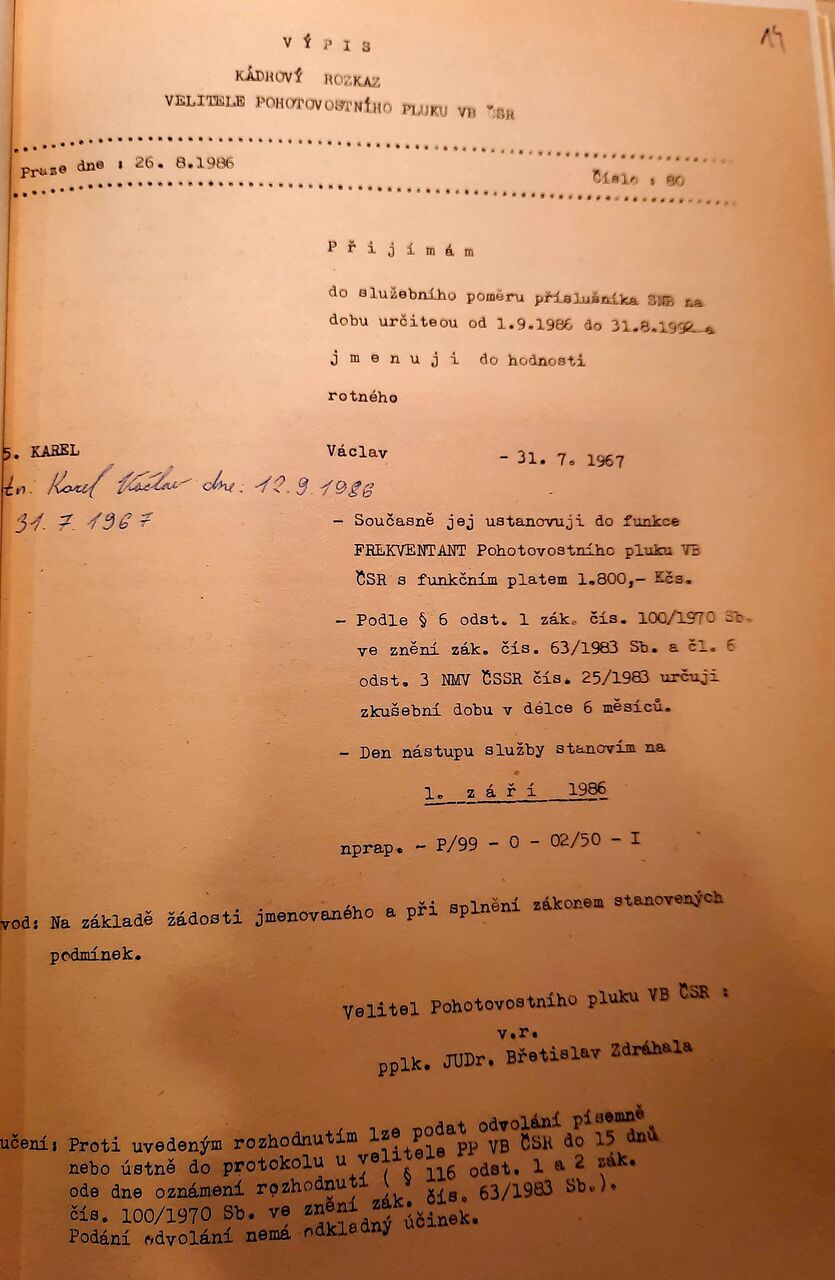 14
V Ý P I S
KÁDROVÝ ROZKAZ
VELITELE POHOTOVOSTNÍHO PLUKU VB ČSR
Praze dne : 26. 8.1986
Číslo : 80
P ř i j í m á m
do služebního poměru příslušníka SNB na
dobu určiteou od 1.9.1986 do 31.8.1992 a
j m e n u j i do hodnosti
rotného
5. KAREL Václav - 31. 7. 1967
tn. Karel Václav dne: 12.9.1986
31. 7. 1967
- Současně jej ustanovuji do funkce
FREKVENTANT Pohotovostního pluku VB
ČSR s funkčním platem 1.800,- Kčs.
- Podle § 6 odst. 1 zák. čís. 100/1970 Sb.
ve znění zák. čís. 63/1983 Sb. a čl. 6
odst. 3 NMV ČSSR čís. 25/1983 určuji
zkušební dobu v délce 6 měsíců.
- Den nástupu služby stanovím na
1. z á ř í 1986
nprap. - P/99 - 0 - 02/50 - I
vod: Na základě žádosti jmenovaného a při splnění zákonem stanovených
podmínek.
Velitel Pohotovostního pluku VB ČSR :
v.r.
pplk. JUDr. Břetislav Zdráhala
učení: Proti uvedeným rozhodnutím lze podat odvolání písemně
nebo ústně do protokolu u velitele PP VB ČSR do 15 dnů
ode dne oznámení rozhodnutí ( § 116 odst. 1 a 2 zák.
čís. 100/1970 Sb. ve znění zák. čís. 63/1983 Sb.).
Podání odvolání nemá odkladný účinek.